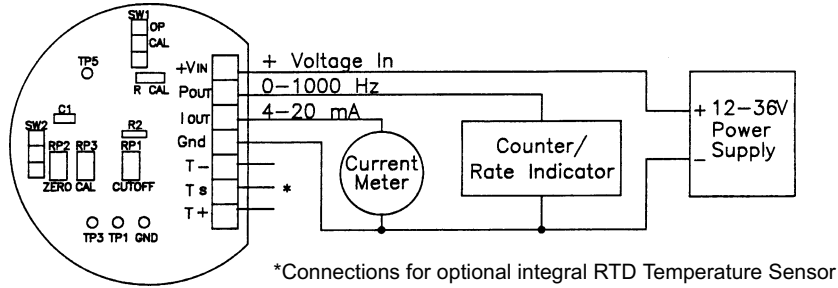 SW1
OP
CAL
TP5
R CAL
C1
SW2
R2
RP2 RP3 RP1
ZERO CAL CUTOFF
TP3 TP1 GND
+VIN
POUT
IOUT
Gnd
T-
Ts
T+
*
+ Voltage In
0-1000 Hz
4-20 mA
Current
Meter
Counter/
Rate Indicator
+ 12-36V
Power
- Supply
*Connections for optional integral RTD Temperature Sensor